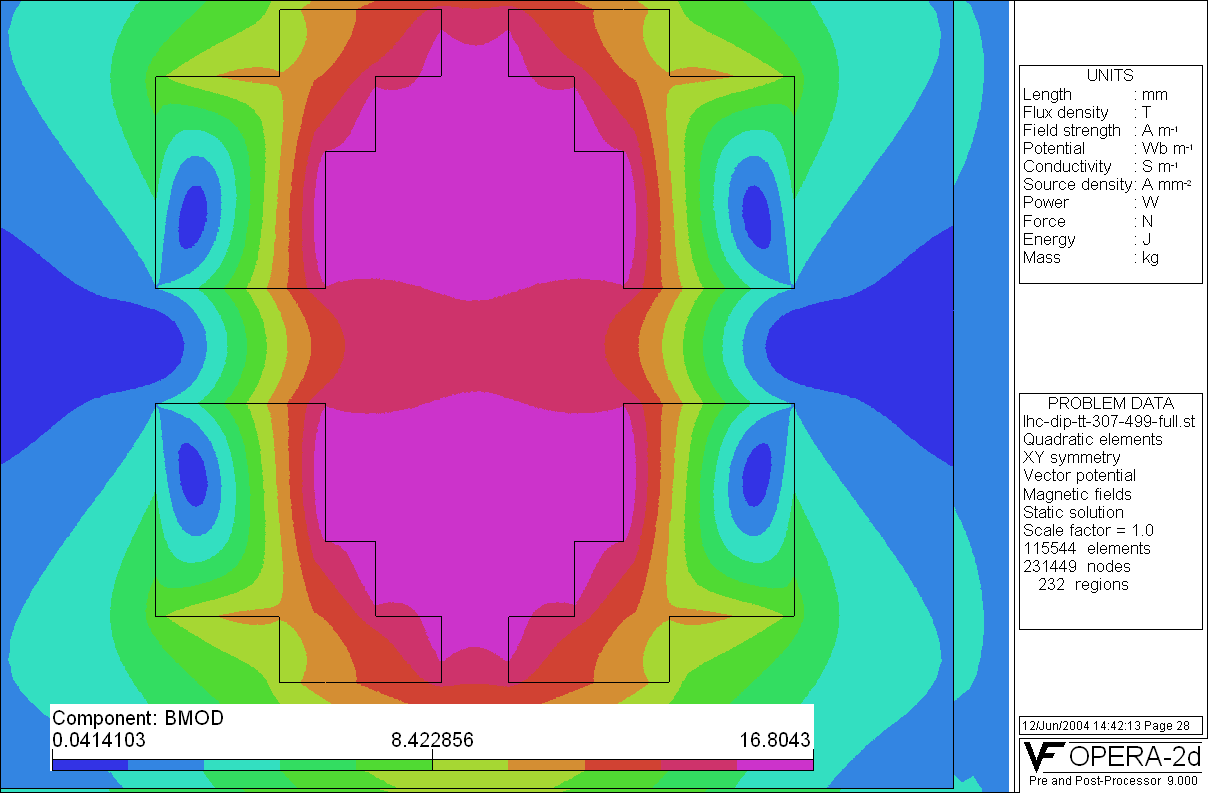 UNITS
Length : mm
Flux density : T
Field strength : A m⁻¹
Potential : Wb m⁻¹
Conductivity : S m⁻¹
Source density: A mm⁻²
Power : W
Force : N
Energy : J
Mass : kg
PROBLEM DATA
lhc-dip-tt-307-499-full.st
Quadratic elements
XY symmetry
Vector potential
Magnetic fields
Static solution
Scale factor = 1.0
115544 elements
231449 nodes
232 regions
Component: BMOD
0.0414103 8.422856 16.8043
12/Jun/2004 14:42:13 Page 28
VF OPERA-2d
Pre and Post-Processor 9.000